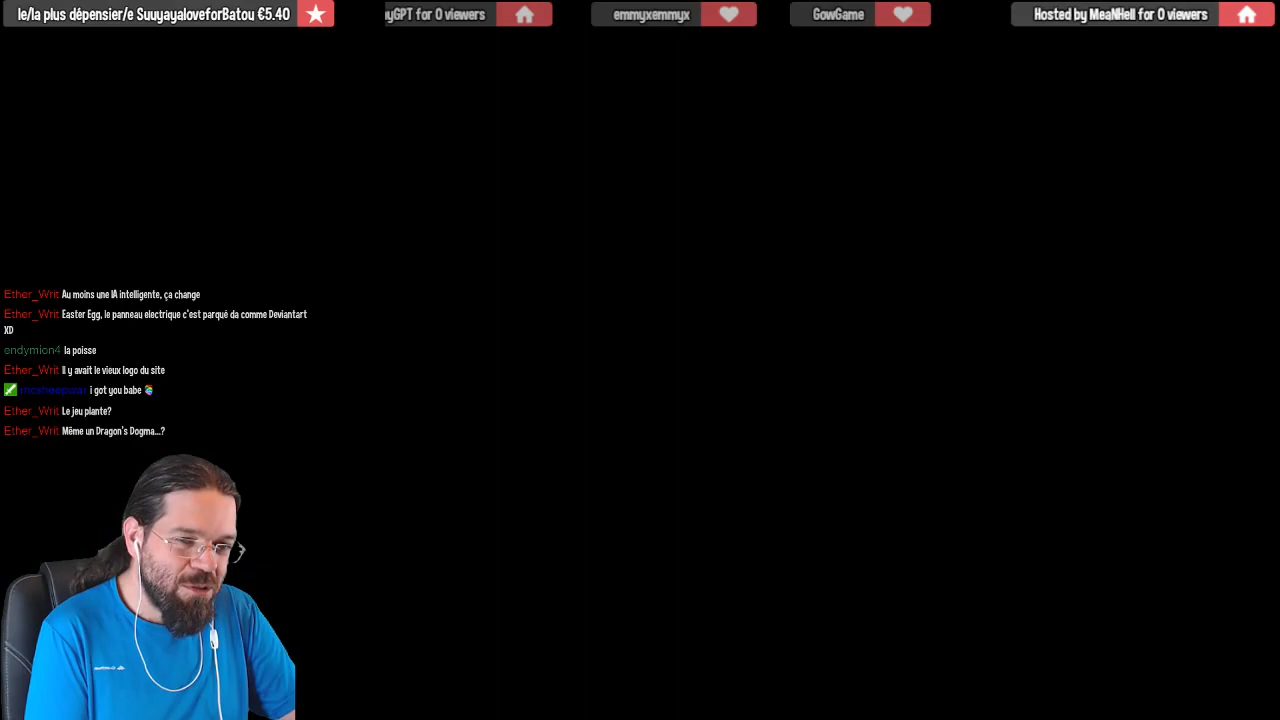 le/la plus dépensier/e SuuyayaloveforBatou €5.40
yGPT for 0 viewers
emmyxemmyx
GowGame
Hosted by MeaNHell for 0 viewers
Ether_Writ Au moins une IA intelligente, ça change
Ether_Writ Easter Egg, le panneau electrique c'est parqué da comme Deviantart
XD
endymion4 la poisse
Ether_Writ Il y avait le vieux logo du site
i got you babe
Ether_Writ Le jeu plante?
Ether_Writ Même un Dragon's Dogma...?